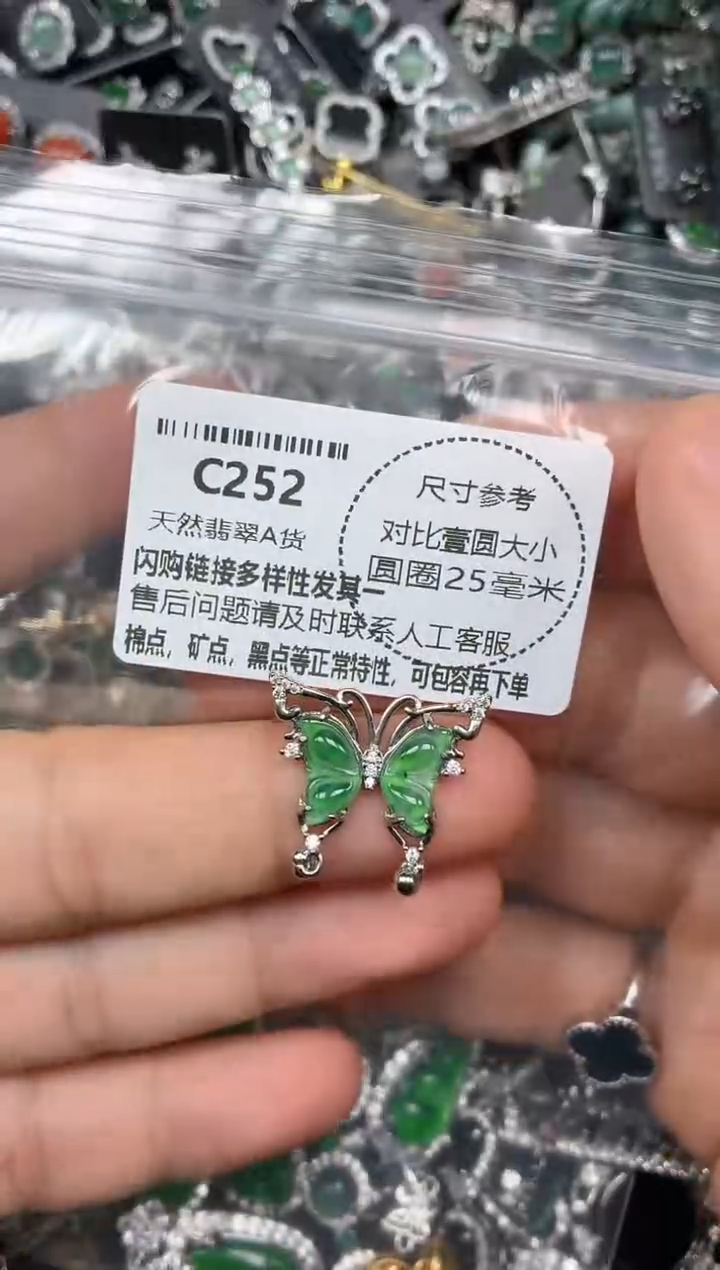 C252
天然翡翠A货
闪购链接多样性发其一
售后问题请及时联系人工客服
棉点，矿点，黑点等正常特性，可包容再下单
尺寸参考
对比壹圆大小
圆圈25毫米